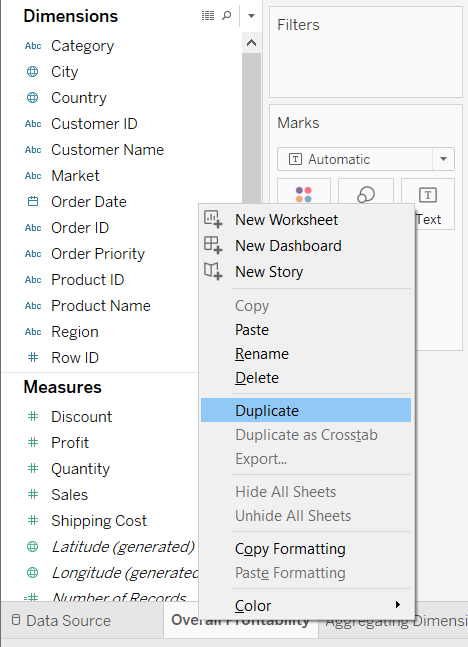 Dimensions
Abc Category
City
Country
Abc Customer ID
Abc Customer Name
Abc Market
Order Date
Abc Order ID
Abc Order Priority
Abc Product ID
Abc Product Name
Abc Region
# Row ID
Measures
# Discount
# Profit
# Quantity
# Sales
# Shipping Cost
Latitude (generated)
Longitude (generated
Number of Records
Filters
Marks
T Automatic
T
Text
New Worksheet
New Dashboard
New Story
Copy
Paste
Rename
Delete
Duplicate
Duplicate as Crosstab
Export...
Hide All Sheets
Unhide All Sheets
Copy Formatting
Paste Formatting
Color
Data Source
Overall Profitability
Aggregating Dimensi